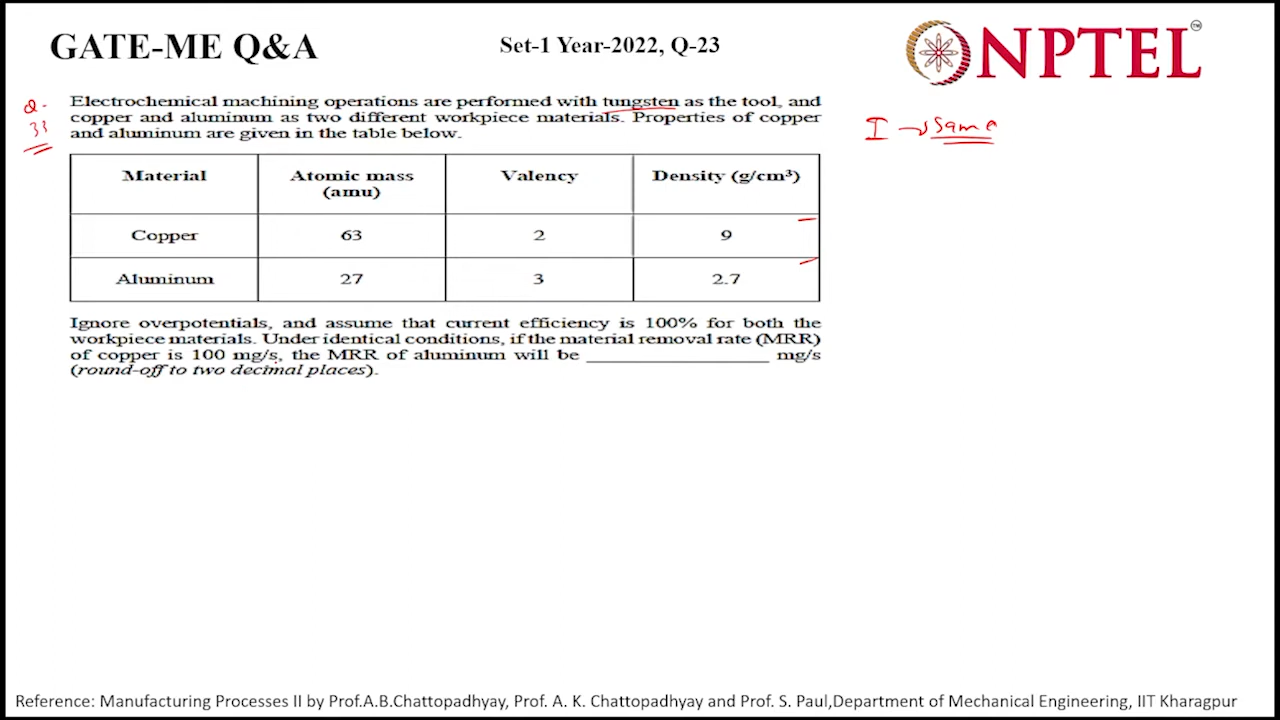 GATE-ME Q&A
Set-1 Year-2022, Q-23
NPTEL
TM
Q-
33
Electrochemical machining operations are performed with tungsten as the tool, and
copper and aluminum as two different workpiece materials. Properties of copper
and aluminum are given in the table below.
I → same
Material Atomic mass (amu) Valency Density (g/cm³)
Copper 63 2 9
Aluminum 27 3 2.7
Ignore overpotentials, and assume that current efficiency is 100% for both the
workpiece materials. Under identical conditions, if the material removal rate (MRR)
of copper is 100 mg/s, the MRR of aluminum will be ____________________ mg/s
(round-off to two decimal places).
Reference: Manufacturing Processes II by Prof.A.B.Chattopadhyay, Prof. A. K. Chattopadhyay and Prof. S. Paul,Department of Mechanical Engineering, IIT Kharagpur